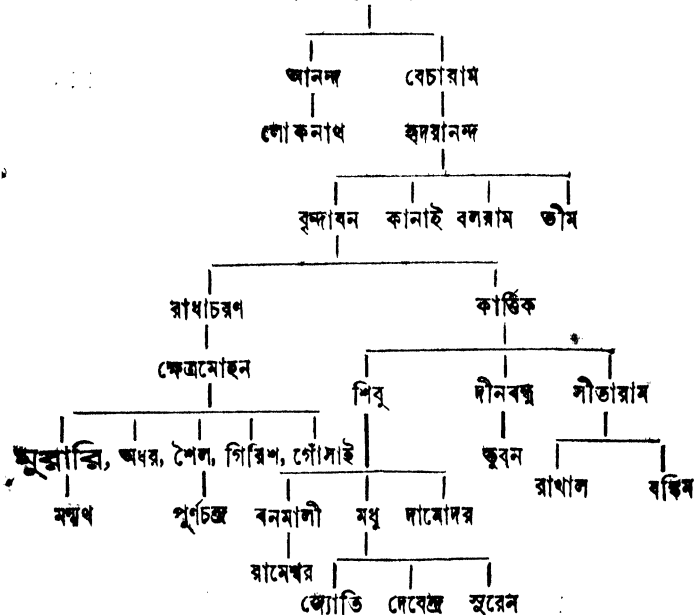 আনন্দ বেচারাম
লোকনাথ হৃদয়ানন্দ
বৃন্দাবন কানাই বলরাম ভীম
রাধাচরণ কার্ত্তিক
ক্ষেত্রমোহন
শিবু দীনবন্ধু সীতারাম
মুরারি, অধর, শৈল, গিরিশ, গোঁসাই ভুবন
রাখাল বঙ্কিম
মন্মথ পূর্ণচন্দ্র বনমালী মধু দামোদর
রামেশ্বর
জ্যোতি দেবেন্দ্র সুরেন